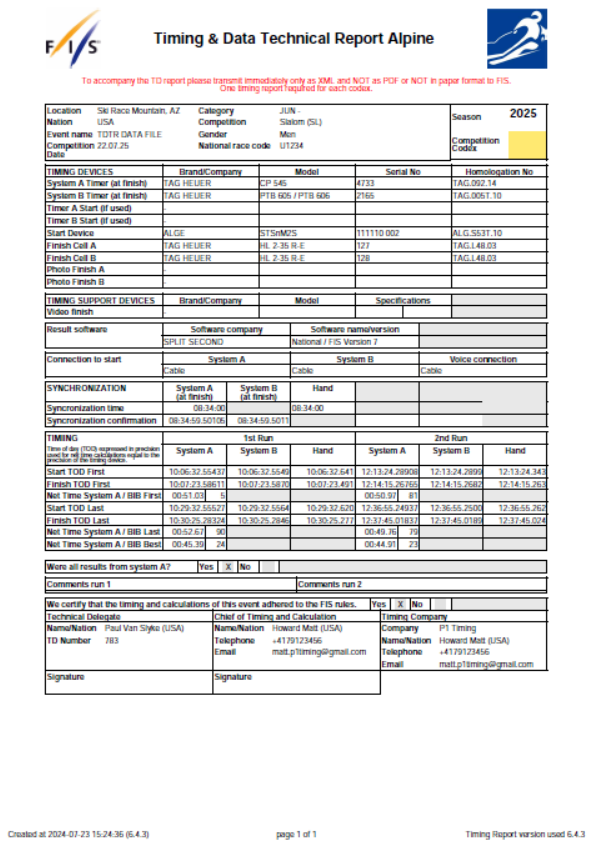 FIS
Timing & Data Technical Report Alpine
To accompany the TD report please transmit immediately only as XML and NOT as PDF or NOT in paper format to FIS.
One timing report required for each codex.
Location Ski Race Mountain, AZ Category JUN - Season 2025
Nation USA Competition Slalom (SL)
Event name TDTR DATA FILE Gender Men Competition Codex
Competition Date 22.07.25 National race code U1234
TIMING DEVICES Brand/Company Model Serial No Homologation No
System A Timer (at finish) TAG HEUER CP 545 4733 TAG.092.14
System B Timer (at finish) TAG HEUER PTB 605 / PTB 606 2165 TAG.005T.10
Timer A Start (if used) -
Timer B Start (if used) -
Start Device ALGE STSnM2S 111110 002 ALG.S53T.10
Finish Cell A TAG HEUER HL 2-35 R-E 127 TAG.L48.03
Finish Cell B TAG HEUER HL 2-35 R-E 128 TAG.L48.03
Photo Finish A -
Photo Finish B -
TIMING SUPPORT DEVICES Brand/Company Model Specifications
Video finish -
Result software Software company Software name/version
SPLIT SECOND National / FIS Version 7
Connection to start System A System B Voice connection
Cable Cable Cable
SYNCHRONIZATION System A (at finish) System B (at finish) Hand
Syncronization time 08:34:00 08:34:00
Syncronization confirmation 08:34:59.50105 08:34:59.5011
TIMING 1st Run 2nd Run
Time of day (TOD) expressed in precision used for net time calculations equal to the precision of the timing device. System A System B Hand System A System B Hand
Start TOD First 10:06:32.55437 10:06:32.5549 10:06:32.641 12:13:24.28908 12:13:24.2899 12:13:24.343
Finish TOD First 10:07:23.58611 10:07:23.5870 10:07:23.491 12:14:15.26765 12:14:15.2682 12:14:15.263
Net Time System A / BIB First 00:51.03 5 00:50.97 81
Start TOD Last 10:29:32.55527 10:29:32.5564 10:29:32.620 12:36:55.24937 12:36:55.2500 12:36:55.262
Finish TOD Last 10:30:25.28324 10:30:25.2846 10:30:25.277 12:37:45.01837 12:37:45.0189 12:37:45.024
Net Time System A / BIB Last 00:52.67 90 00:49.76 79
Net Time System A / BIB Best 00:45.39 24 00:44.91 23
Were all results from system A? Yes X No
Comments run 1 Comments run 2
We certify that the timing and calculations of this event adhered to the FIS rules. Yes X No
Technical Delegate Chief of Timing and Calculation Timing Company
Name/Nation Paul Van Slyke (USA) Name/Nation Howard Matt (USA) Company P1 Timing
TD Number 783 Telephone +4179123456 Name/Nation Howard Matt (USA)
Email matt.p1timing@gmail.com Telephone +4179123456
Email matt.p1timing@gmail.com
Signature Signature
Created at 2024-07-23 15:24:36 (6.4.3) page 1 of 1 Timing Report version used 6.4.3